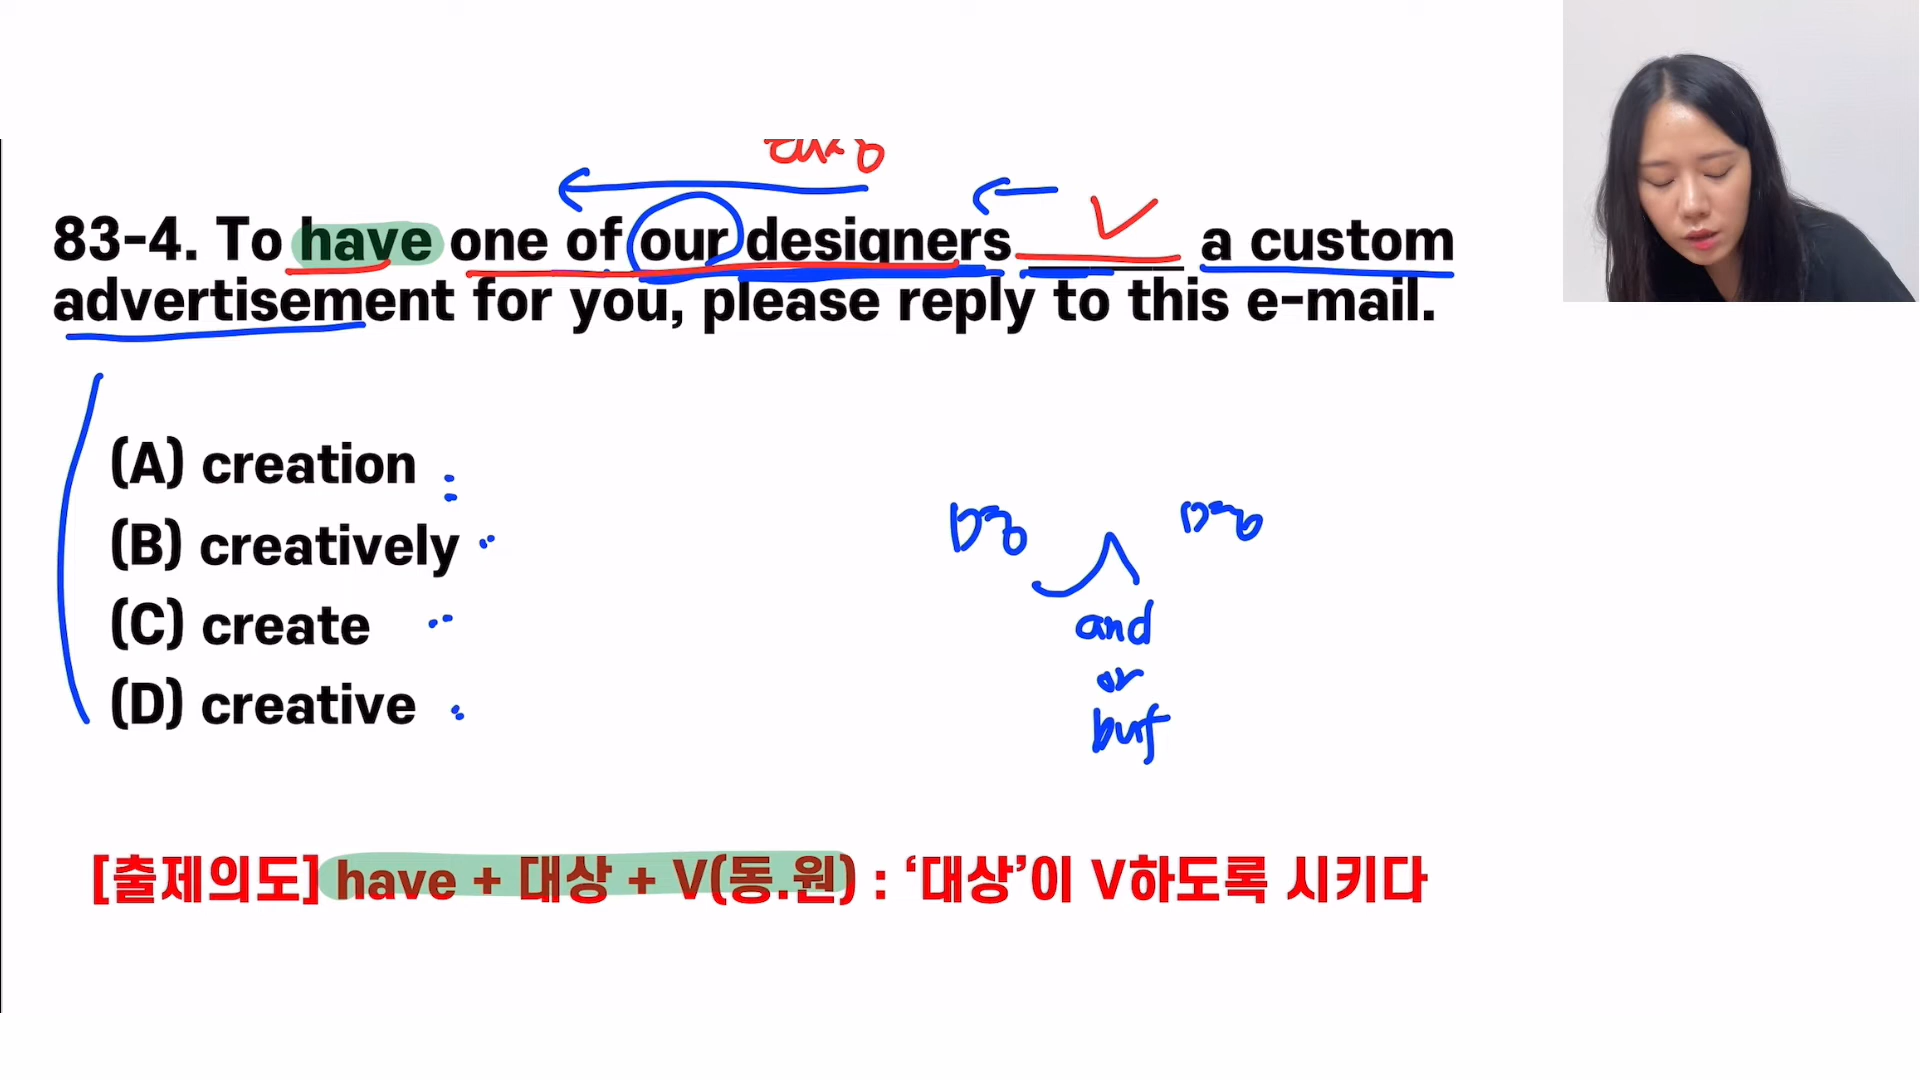 83-4. To have one of our designers ________ a custom
advertisement for you, please reply to this e-mail.
V
(A) creation
(B) creatively
(C) create
(D) creative
and
or
but
[출제의도] have + 대상 + V(동.원) : ‘대상’이 V하도록 시키다